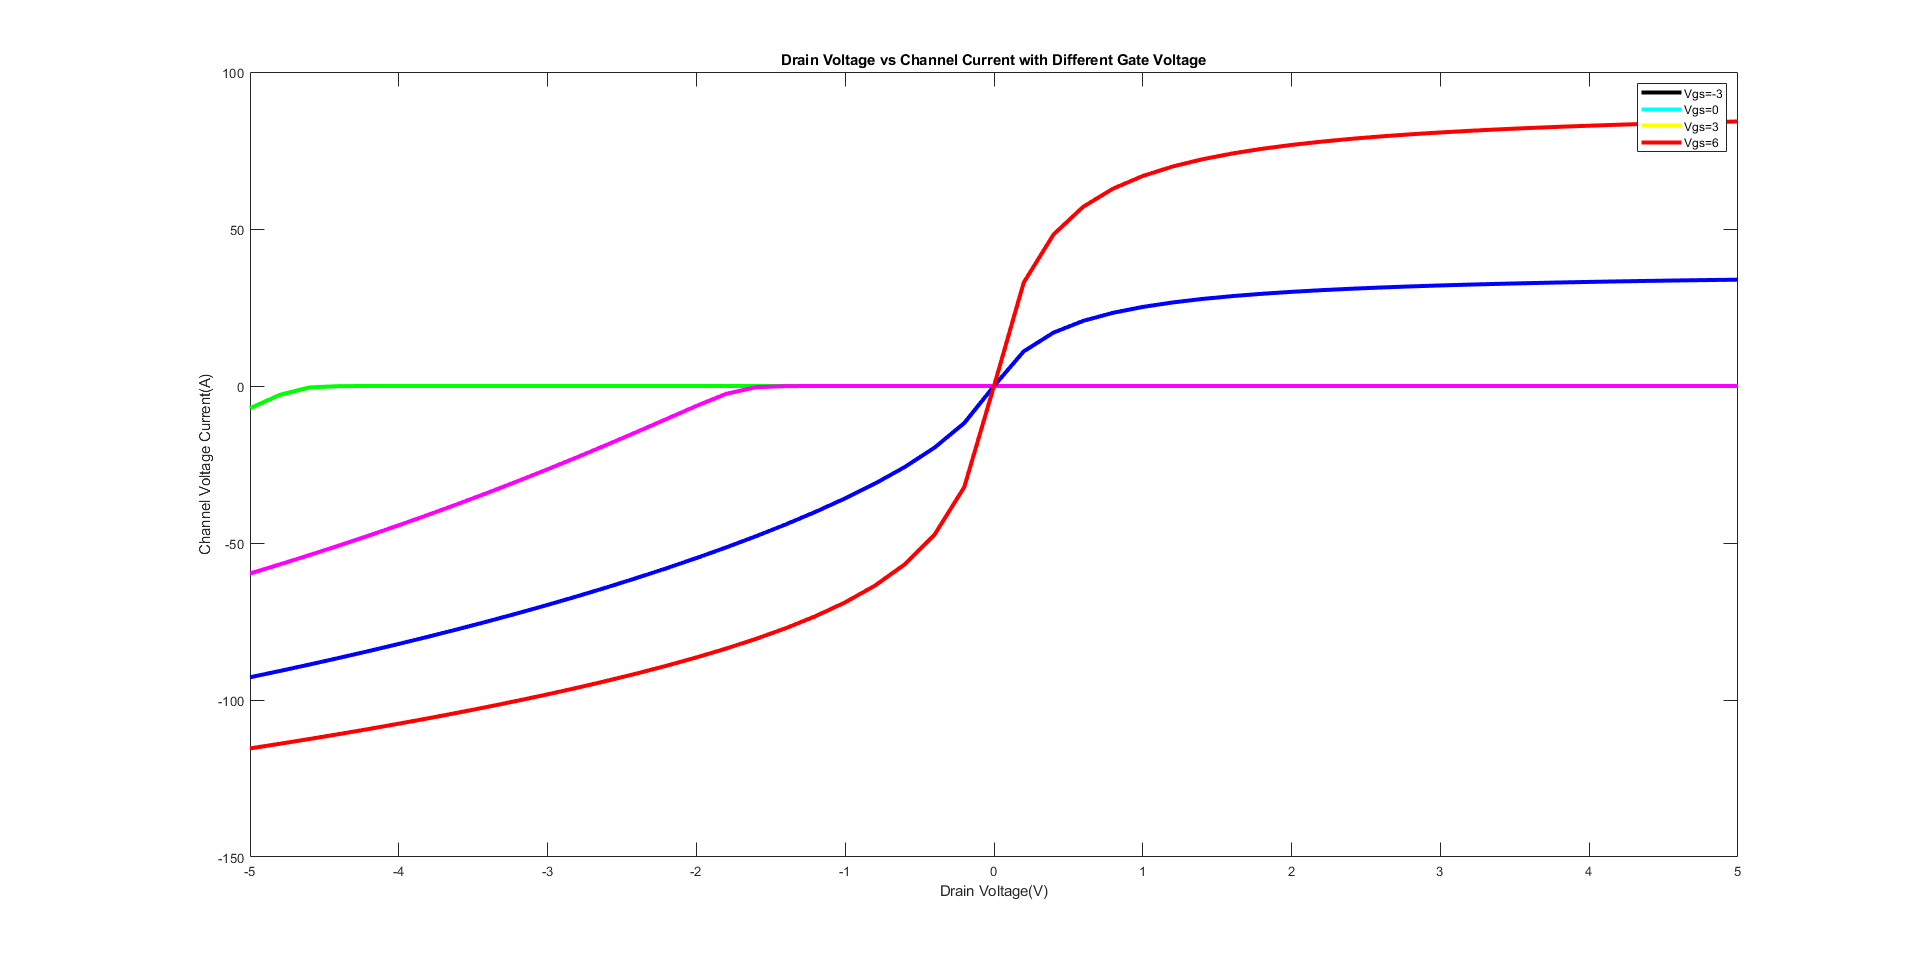 Drain Voltage vs Channel Current with Different Gate Voltage
100
50
0
-50
-100
-150
Channel Voltage Current(A)
Vgs=-3
Vgs=0
Vgs=3
Vgs=6
-5
-4
-3
-2
-1
0
1
2
3
4
5
Drain Voltage(V)